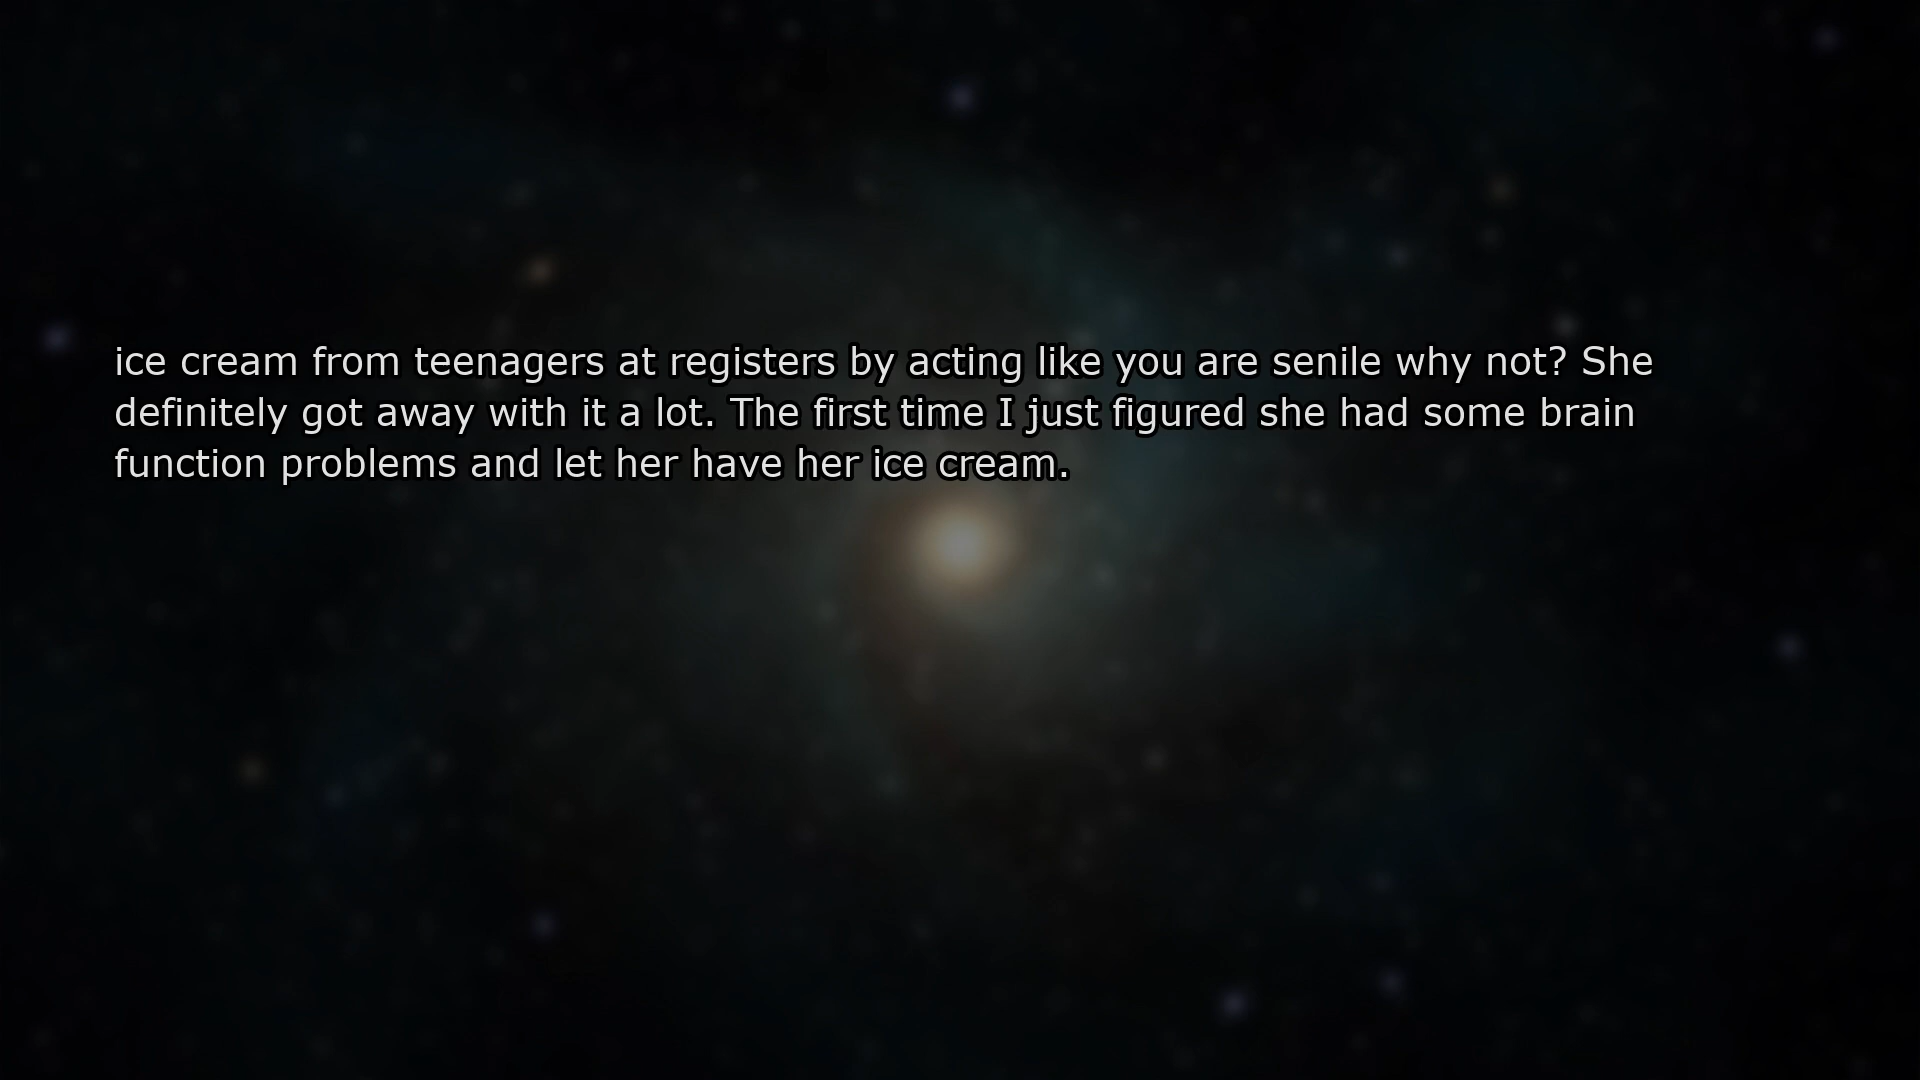 ice cream from teenagers at registers by acting like you are senile why not? She
definitely got away with it a lot. The first time I just figured she had some brain
function problems and let her have her ice cream.